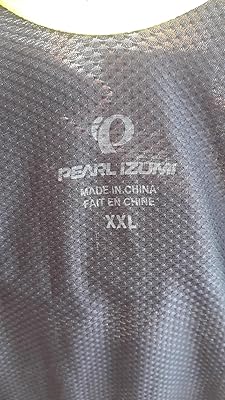 PEARL IZUMI
MADE IN CHINA
FAIT EN CHINE
XXL